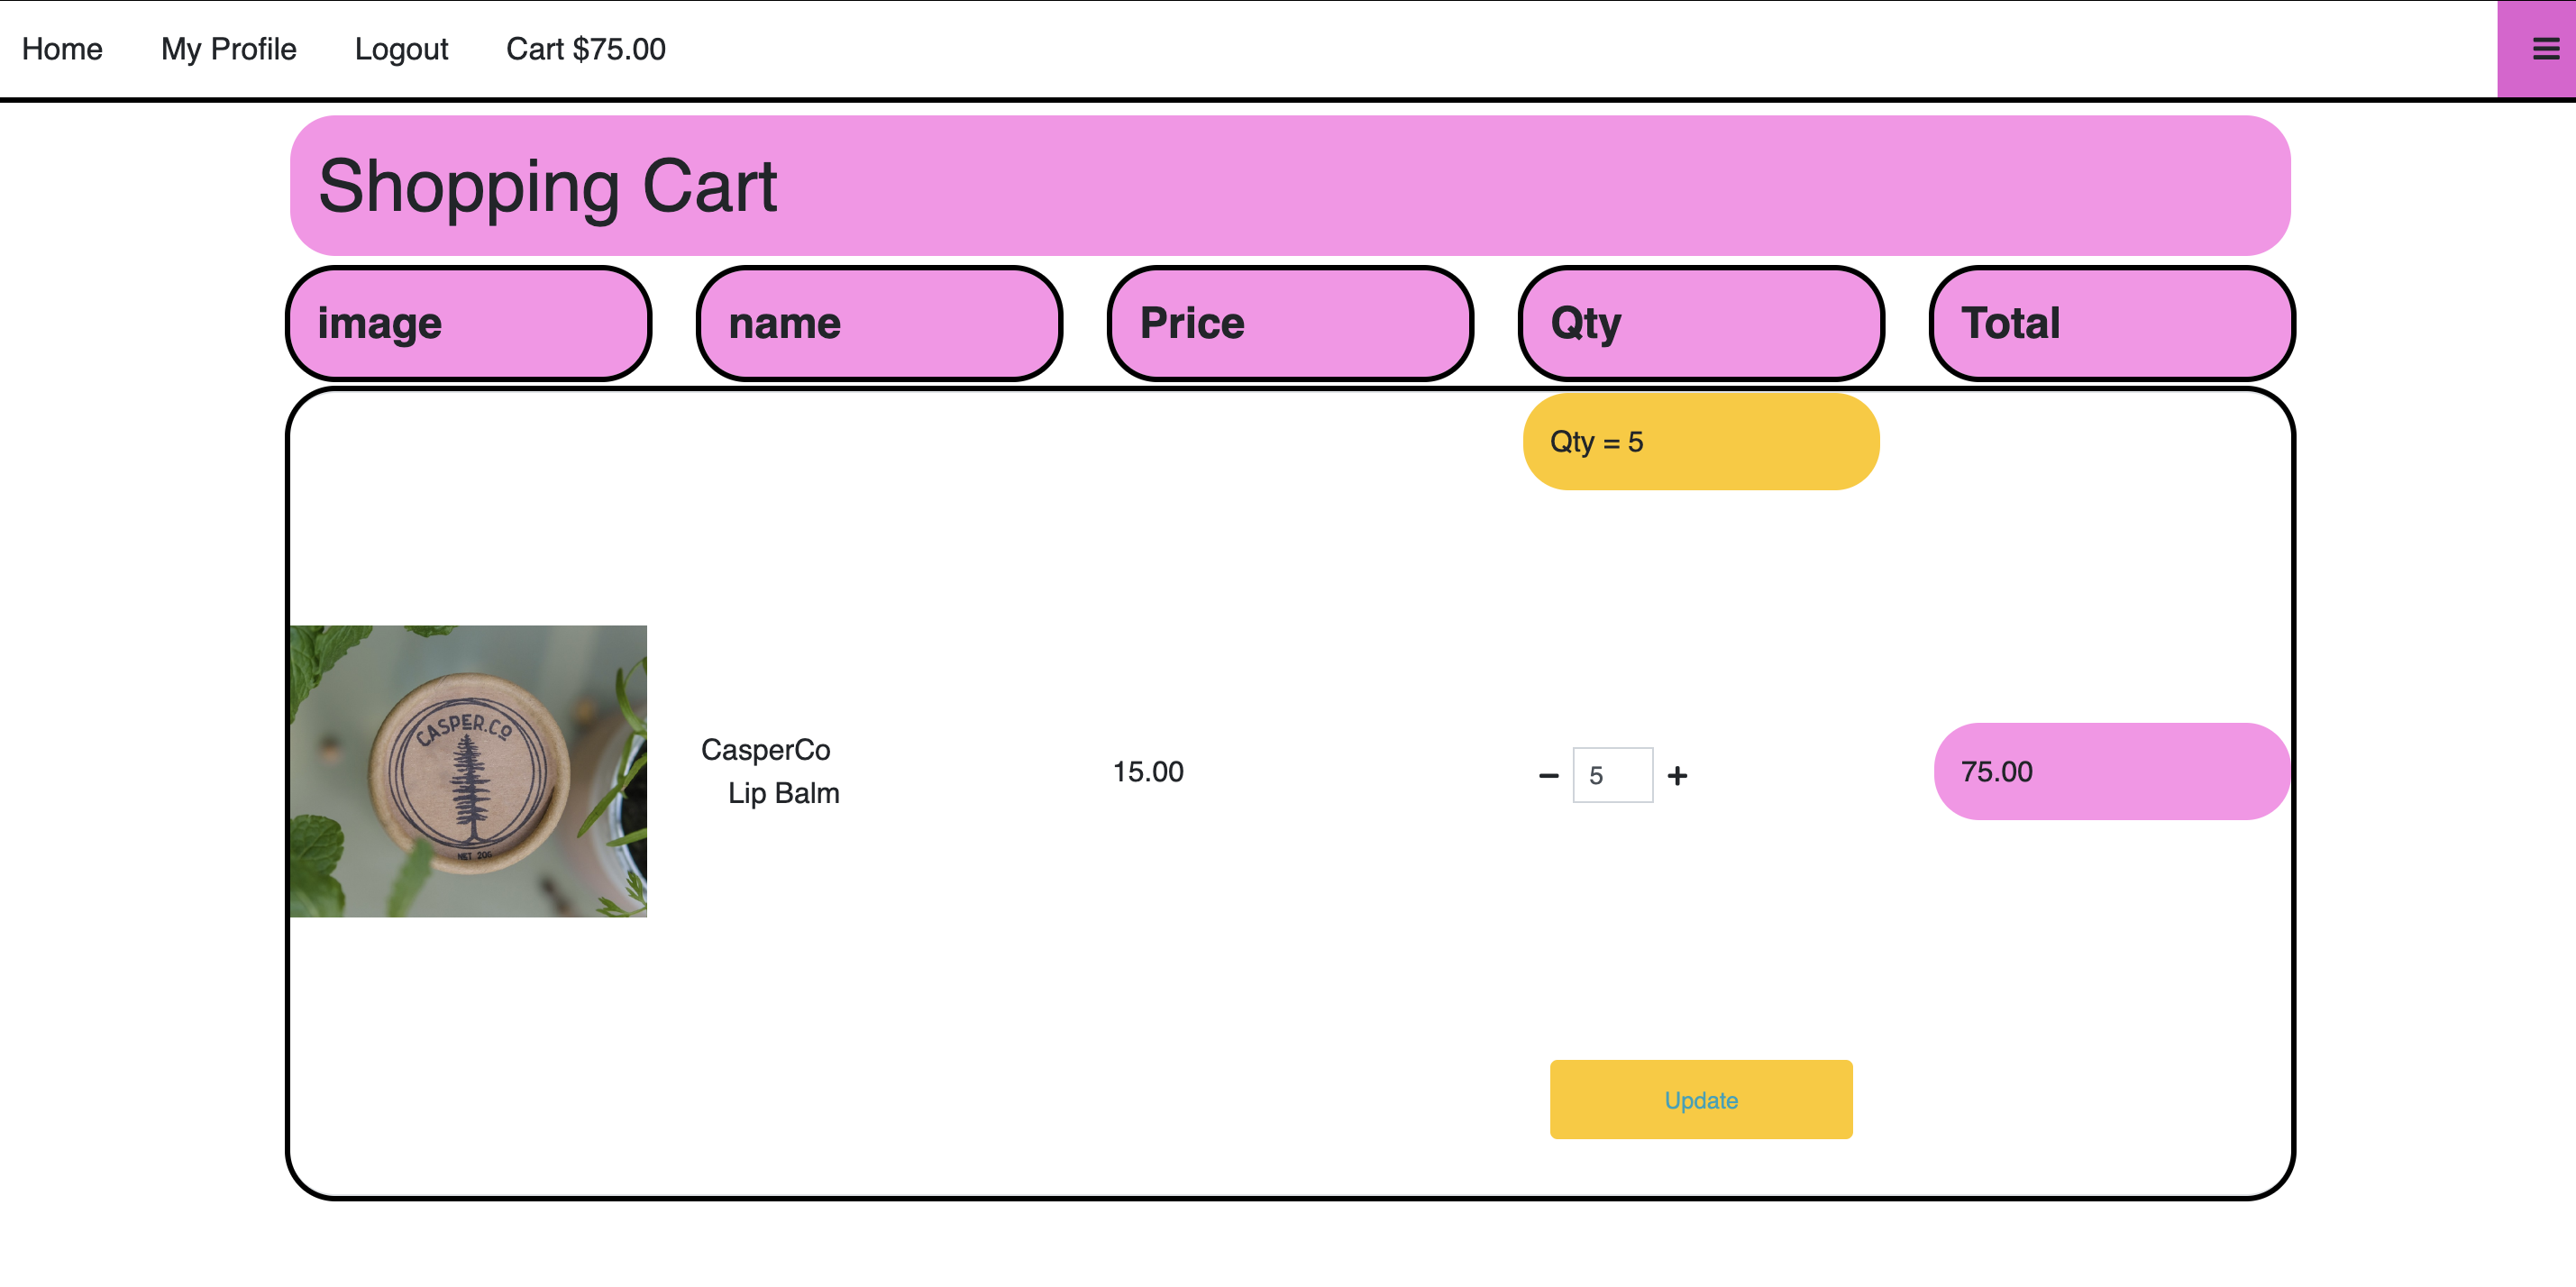 Home My Profile Logout Cart $75.00
Shopping Cart
image name Price Qty Total
Qty = 5
CASPER.CO
NET 20G
CasperCo
Lip Balm
15.00
5
75.00
Update